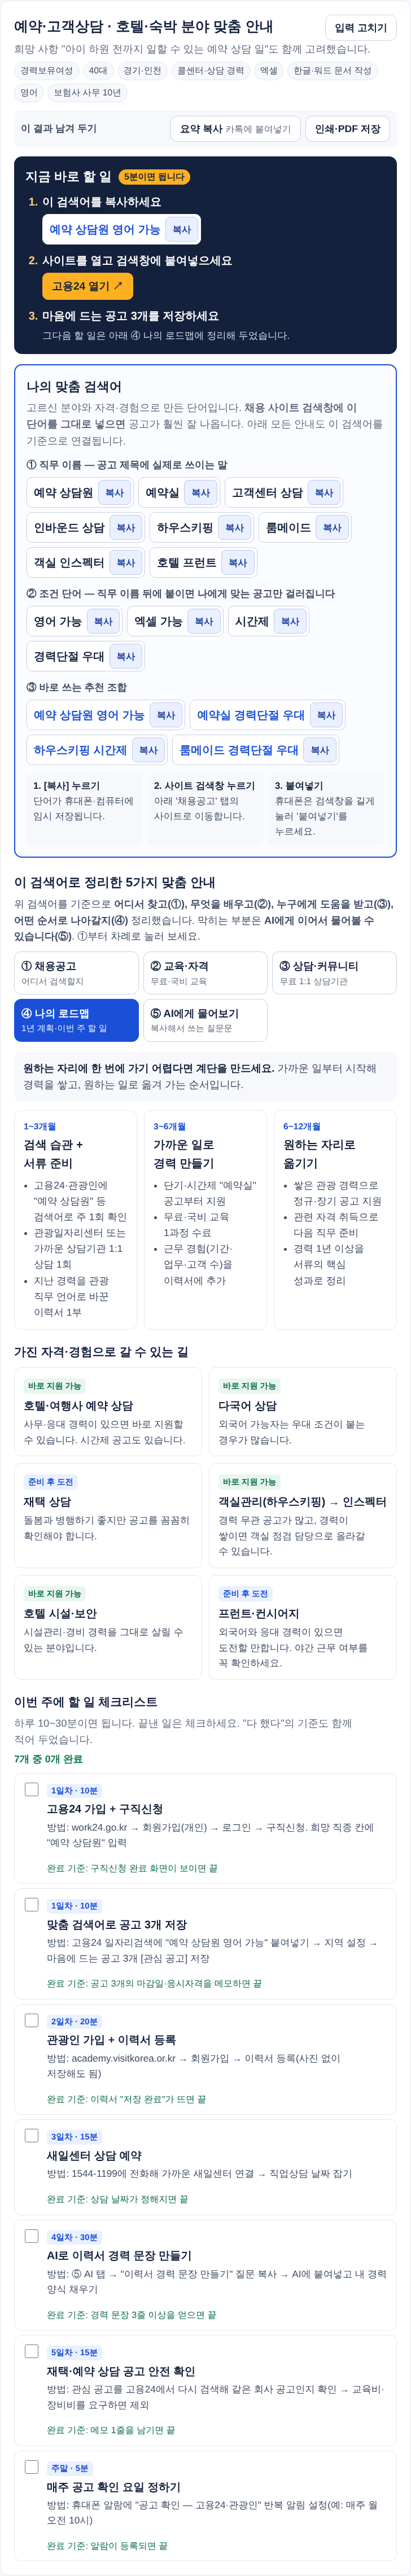 예약·고객상담 · 호텔·숙박 분야 맞춤 안내
입력 고치기
희망 사항 "아이 하원 전까지 일할 수 있는 예약 상담 일"도 함께 고려했습니다.
경력보유여성
40대
경기·인천
콜센터·상담 경력
엑셀
한글·워드 문서 작성
영어
보험사 사무 10년
이 결과 남겨 두기
요약 복사 카톡에 붙여넣기
인쇄·PDF 저장
지금 바로 할 일 5분이면 됩니다
1. 이 검색어를 복사하세요
예약 상담원 영어 가능 복사
2. 사이트를 열고 검색창에 붙여넣으세요
고용24 열기 ↗
3. 마음에 드는 공고 3개를 저장하세요
그다음 할 일은 아래 ④ 나의 로드맵에 정리해 두었습니다.
나의 맞춤 검색어
고르신 분야와 자격·경험으로 만든 단어입니다. 채용 사이트 검색창에 이
단어를 그대로 넣으면 공고가 훨씬 잘 나옵니다. 아래 모든 안내도 이 검색어를
기준으로 연결됩니다.
① 직무 이름 — 공고 제목에 실제로 쓰이는 말
예약 상담원 복사
예약실 복사
고객센터 상담 복사
인바운드 상담 복사
하우스키핑 복사
룸메이드 복사
객실 인스펙터 복사
호텔 프런트 복사
② 조건 단어 — 직무 이름 뒤에 붙이면 나에게 맞는 공고만 걸러집니다
영어 가능 복사
엑셀 가능 복사
시간제 복사
경력단절 우대 복사
③ 바로 쓰는 추천 조합
예약 상담원 영어 가능 복사
예약실 경력단절 우대 복사
하우스키핑 시간제 복사
룸메이드 경력단절 우대 복사
1. [복사] 누르기
단어가 휴대폰·컴퓨터에
임시 저장됩니다.
2. 사이트 검색창 누르기
아래 '채용공고' 탭의
사이트로 이동합니다.
3. 붙여넣기
휴대폰은 검색창을 길게
눌러 '붙여넣기'를
누르세요.
이 검색어로 정리한 5가지 맞춤 안내
위 검색어를 기준으로 어디서 찾고(①), 무엇을 배우고(②), 누구에게 도움을 받고(③),
어떤 순서로 나아갈지(④) 정리했습니다. 막히는 부분은 AI에게 이어서 물어볼 수
있습니다(⑤). ①부터 차례로 눌러 보세요.
① 채용공고
어디서 검색할지
② 교육·자격
무료·국비 교육
③ 상담·커뮤니티
무료 1:1 상담기관
④ 나의 로드맵
1년 계획·이번 주 할 일
⑤ AI에게 물어보기
복사해서 쓰는 질문문
원하는 자리에 한 번에 가기 어렵다면 계단을 만드세요. 가까운 일부터 시작해
경력을 쌓고, 원하는 일로 옮겨 가는 순서입니다.
1~3개월
검색 습관 +
서류 준비
• 고용24·관광인에
"예약 상담원" 등
검색어로 주 1회 확인
• 관광일자리센터 또는
가까운 상담기관 1:1
상담 1회
• 지난 경력을 관광
직무 언어로 바꾼
이력서 1부
3~6개월
가까운 일로
경력 만들기
• 단기·시간제 "예약실"
공고부터 지원
• 무료·국비 교육
1과정 수료
• 근무 경험(기간·
업무·고객 수)을
이력서에 추가
6~12개월
원하는 자리로
옮기기
• 쌓은 관광 경력으로
정규·장기 공고 지원
• 관련 자격 취득으로
다음 직무 준비
• 경력 1년 이상을
서류의 핵심
성과로 정리
가진 자격·경험으로 갈 수 있는 길
바로 지원 가능
호텔·여행사 예약 상담
사무·응대 경력이 있으면 바로 지원할
수 있습니다. 시간제 공고도 있습니다.
바로 지원 가능
다국어 상담
외국어 가능자는 우대 조건이 붙는
경우가 많습니다.
준비 후 도전
재택 상담
돌봄과 병행하기 좋지만 공고를 꼼꼼히
확인해야 합니다.
바로 지원 가능
객실관리(하우스키핑) → 인스펙터
경력 무관 공고가 많고, 경력이
쌓이면 객실 점검 담당으로 올라갈
수 있습니다.
바로 지원 가능
호텔 시설·보안
시설관리·경비 경력을 그대로 살릴 수
있는 분야입니다.
준비 후 도전
프런트·컨시어지
외국어와 응대 경력이 있으면
도전할 만합니다. 야간 근무 여부를
꼭 확인하세요.
이번 주에 할 일 체크리스트
하루 10~30분이면 됩니다. 끝낸 일은 체크하세요. "다 했다"의 기준도 함께
적어 두었습니다.
7개 중 0개 완료
1일차 · 10분
고용24 가입 + 구직신청
방법: work24.go.kr → 회원가입(개인) → 로그인 → 구직신청. 희망 직종 칸에
"예약 상담원" 입력
완료 기준: 구직신청 완료 화면이 보이면 끝
1일차 · 10분
맞춤 검색어로 공고 3개 저장
방법: 고용24 일자리검색에 "예약 상담원 영어 가능" 붙여넣기 → 지역 설정 →
마음에 드는 공고 3개 [관심 공고] 저장
완료 기준: 공고 3개의 마감일·응시자격을 메모하면 끝
2일차 · 20분
관광인 가입 + 이력서 등록
방법: academy.visitkorea.or.kr → 회원가입 → 이력서 등록(사진 없이
저장해도 됨)
완료 기준: 이력서 "저장 완료"가 뜨면 끝
3일차 · 15분
새일센터 상담 예약
방법: 1544-1199에 전화해 가까운 새일센터 연결 → 직업상담 날짜 잡기
완료 기준: 상담 날짜가 정해지면 끝
4일차 · 30분
AI로 이력서 경력 문장 만들기
방법: ⑤ AI 탭 → "이력서 경력 문장 만들기" 질문 복사 → AI에 붙여넣고 내 경력
양식 채우기
완료 기준: 경력 문장 3줄 이상을 얻으면 끝
5일차 · 15분
재택·예약 상담 공고 안전 확인
방법: 관심 공고를 고용24에서 다시 검색해 같은 회사 공고인지 확인 → 교육비·
장비비를 요구하면 제외
완료 기준: 메모 1줄을 남기면 끝
주말 · 5분
매주 공고 확인 요일 정하기
방법: 휴대폰 알람에 "공고 확인 — 고용24·관광인" 반복 알림 설정(예: 매주 월
오전 10시)
완료 기준: 알람이 등록되면 끝